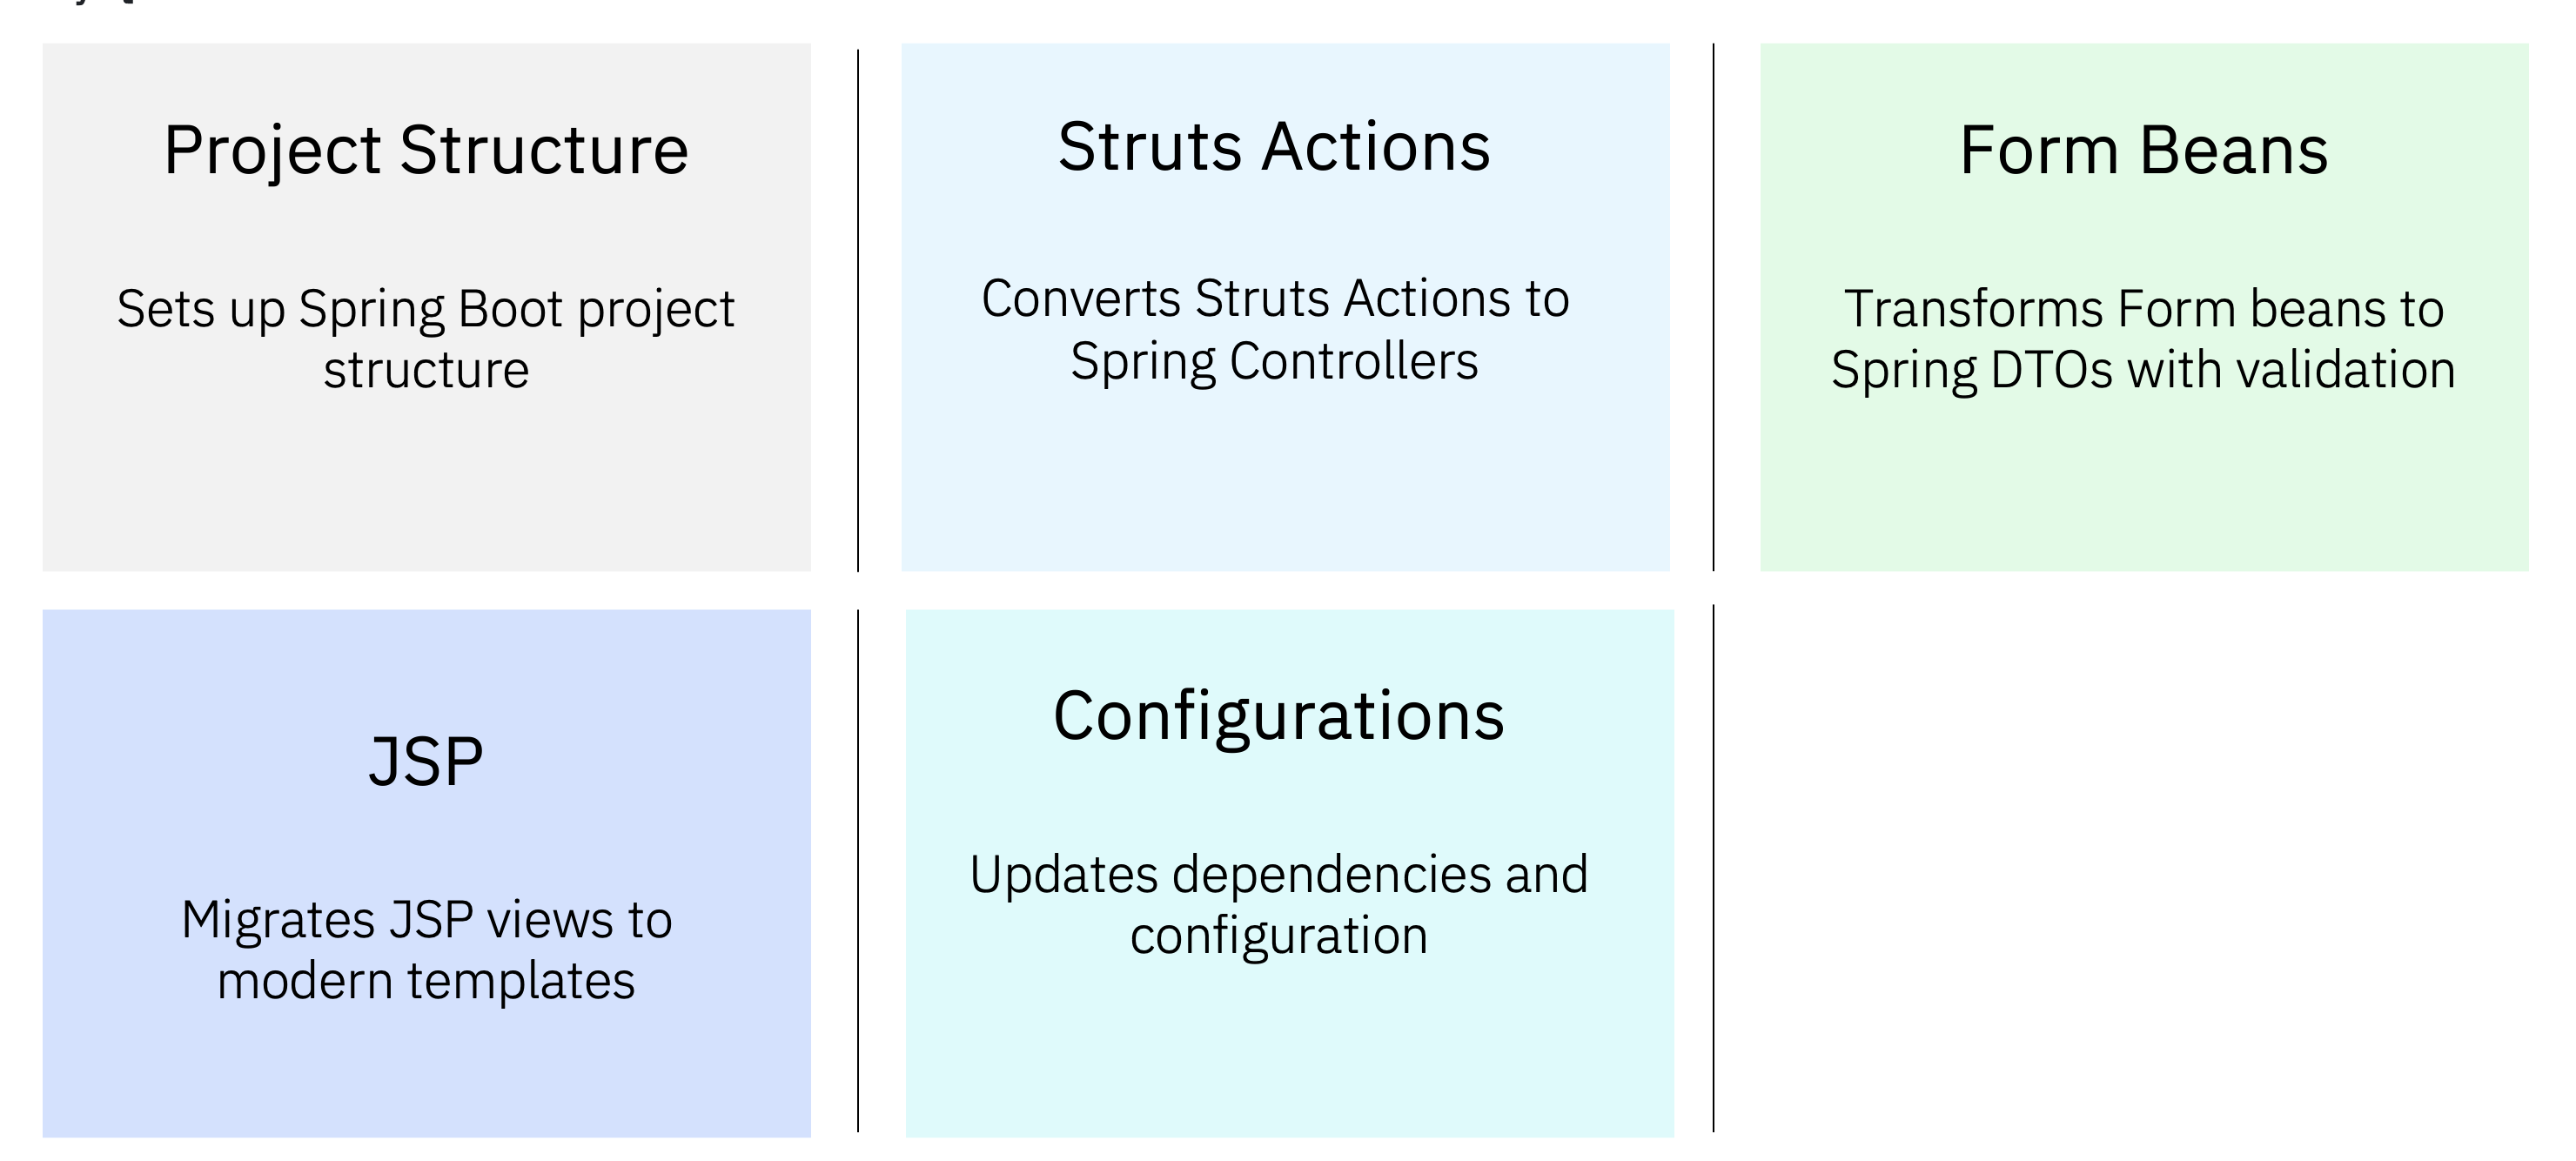 Project Structure
Sets up Spring Boot project
structure
Struts Actions
Converts Struts Actions to
Spring Controllers
Form Beans
Transforms Form beans to
Spring DTOs with validation
JSP
Migrates JSP views to
modern templates
Configurations
Updates dependencies and
configuration